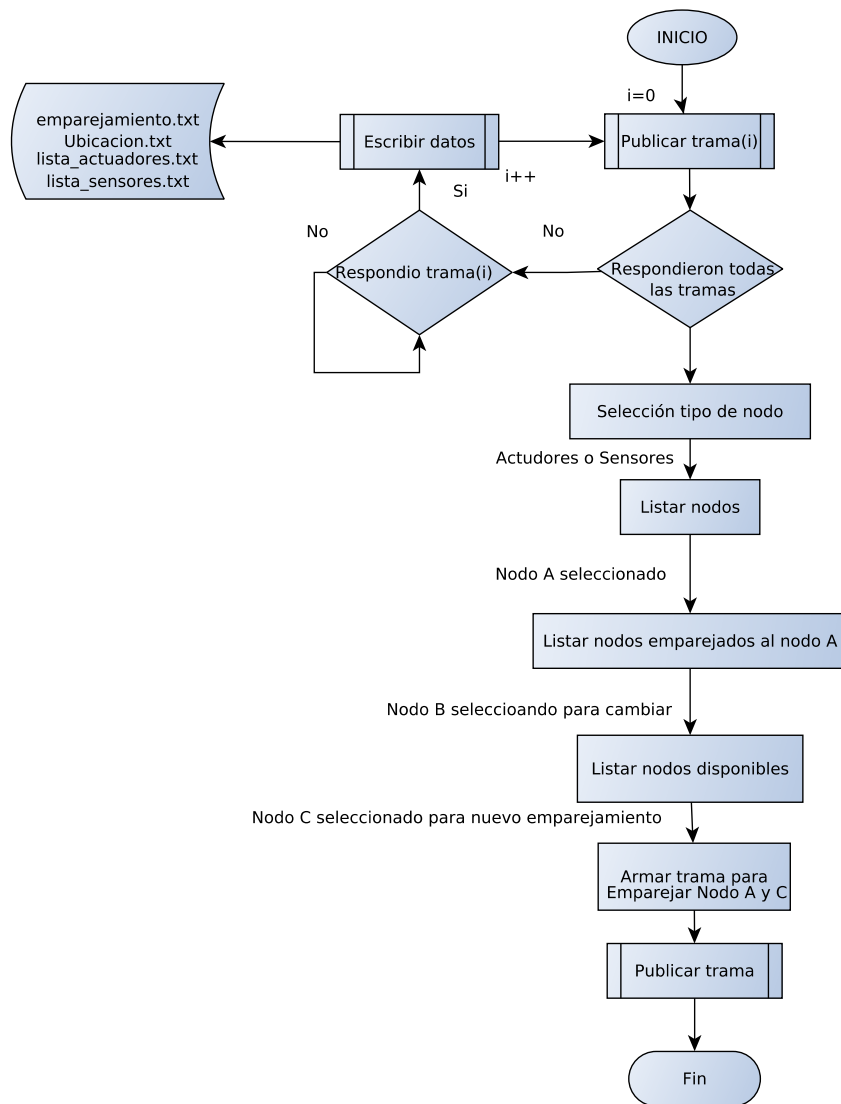 INICIO
i=0
emparejamiento.txt
Ubicacion.txt
lista_actuadores.txt
lista_sensores.txt
Escribir datos
Publicar trama(i)
i++
Si
No
No
Respondio trama(i)
Respondieron todas
las tramas
Selección tipo de nodo
Actudores o Sensores
Listar nodos
Nodo A seleccionado
Listar nodos emparejados al nodo A
Nodo B seleccioando para cambiar
Listar nodos disponibles
Nodo C seleccionado para nuevo emparejamiento
Armar trama para
Emparejar Nodo A y C
Publicar trama
Fin